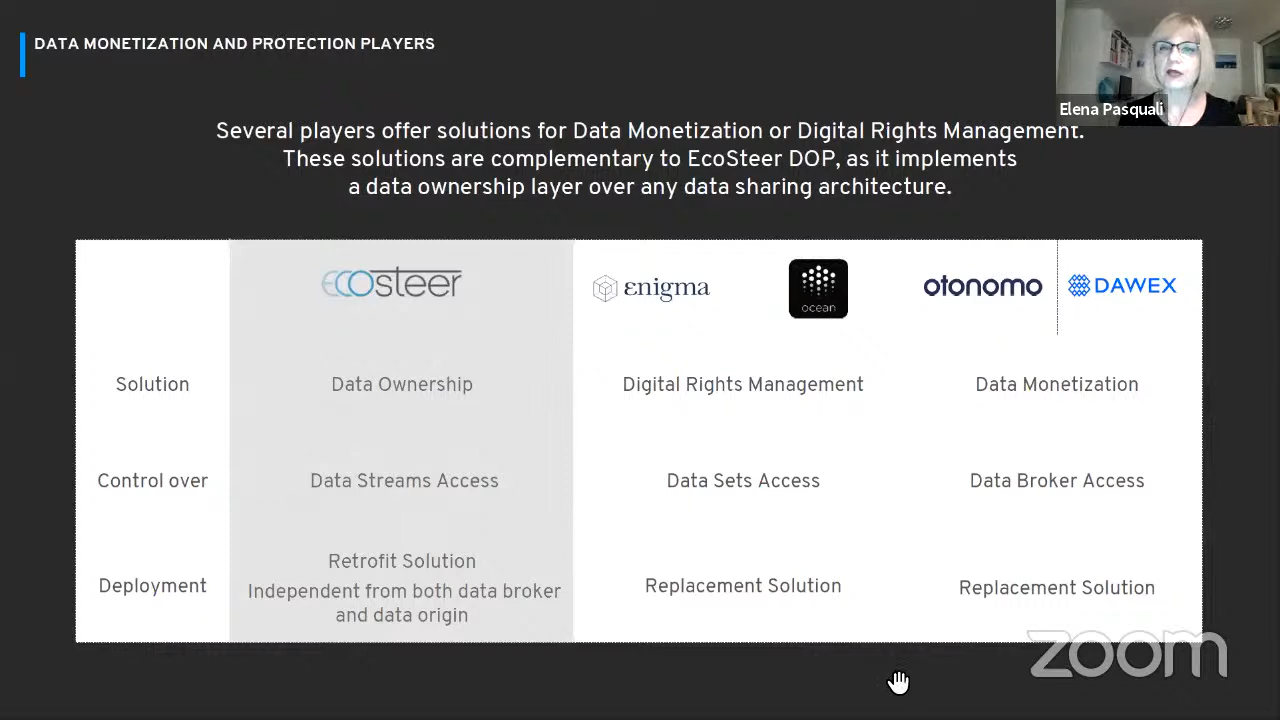 DATA MONETIZATION AND PROTECTION PLAYERS
Elena Pasquali
Several players offer solutions for Data Monetization or Digital Rights Management.
These solutions are complementary to EcoSteer DOP, as it implements
a data ownership layer over any data sharing architecture.
ECOsteer
εnigma
ocean
otonomo
DAWEX
Solution
Data Ownership
Digital Rights Management
Data Monetization
Control over
Data Streams Access
Data Sets Access
Data Broker Access
Deployment
Retrofit Solution
Independent from both data broker
and data origin
Replacement Solution
Replacement Solution
zoom